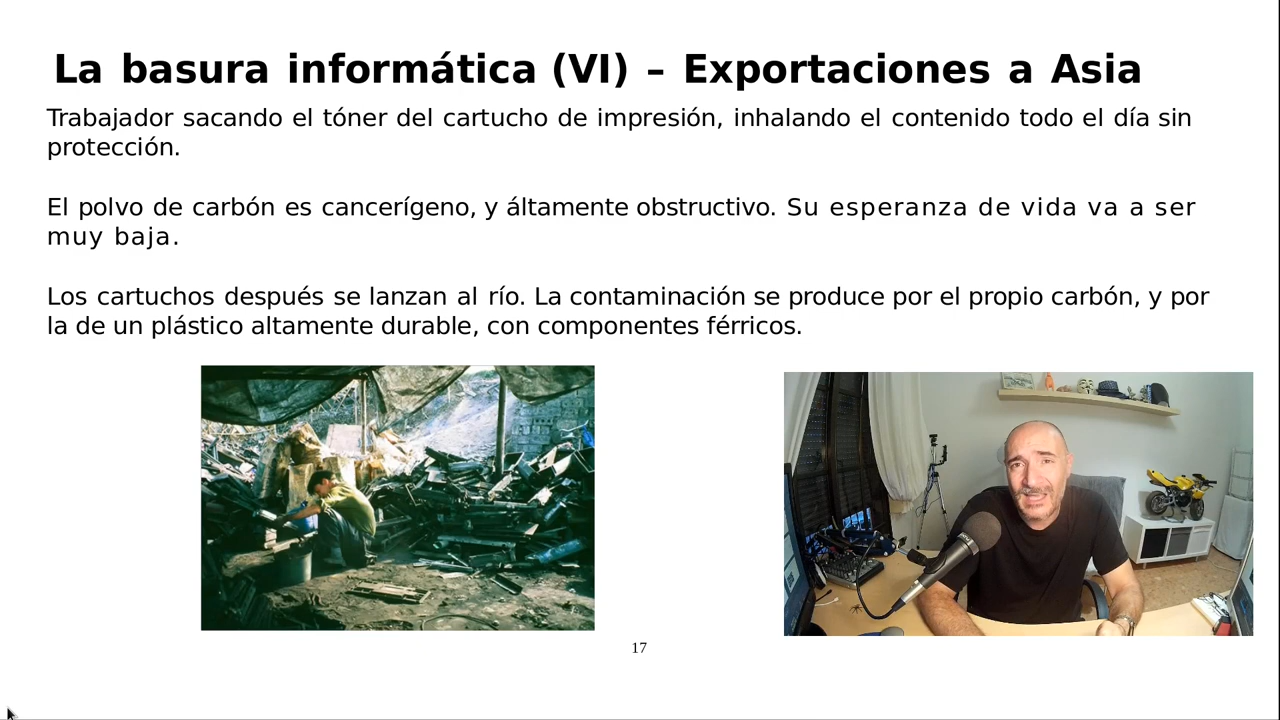 La basura informática (VI) – Exportaciones a Asia
Trabajador sacando el tóner del cartucho de impresión, inhalando el contenido todo el día sin
protección.
El polvo de carbón es cancerígeno, y áltamente obstructivo. Su esperanza de vida va a ser
muy baja.
Los cartuchos después se lanzan al río. La contaminación se produce por el propio carbón, y por
la de un plástico altamente durable, con componentes férricos.
17